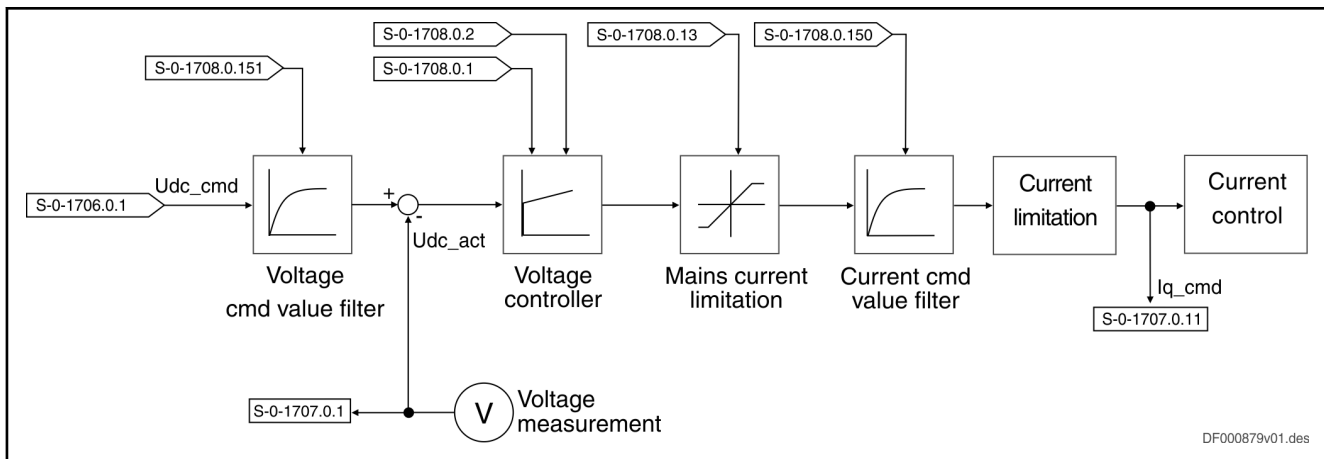 S-0-1708.0.2
S-0-1708.0.13
S-0-1708.0.150
S-0-1708.0.151
S-0-1708.0.1
Udc_cmd
S-0-1706.0.1
+
-
Udc_act
Current
limitation
Current
control
Voltage
cmd value filter
Voltage
controller
Mains current
limitation
Current cmd
value filter
Iq_cmd
S-0-1707.0.11
S-0-1707.0.1
V
Voltage
measurement
DF000879v01.des